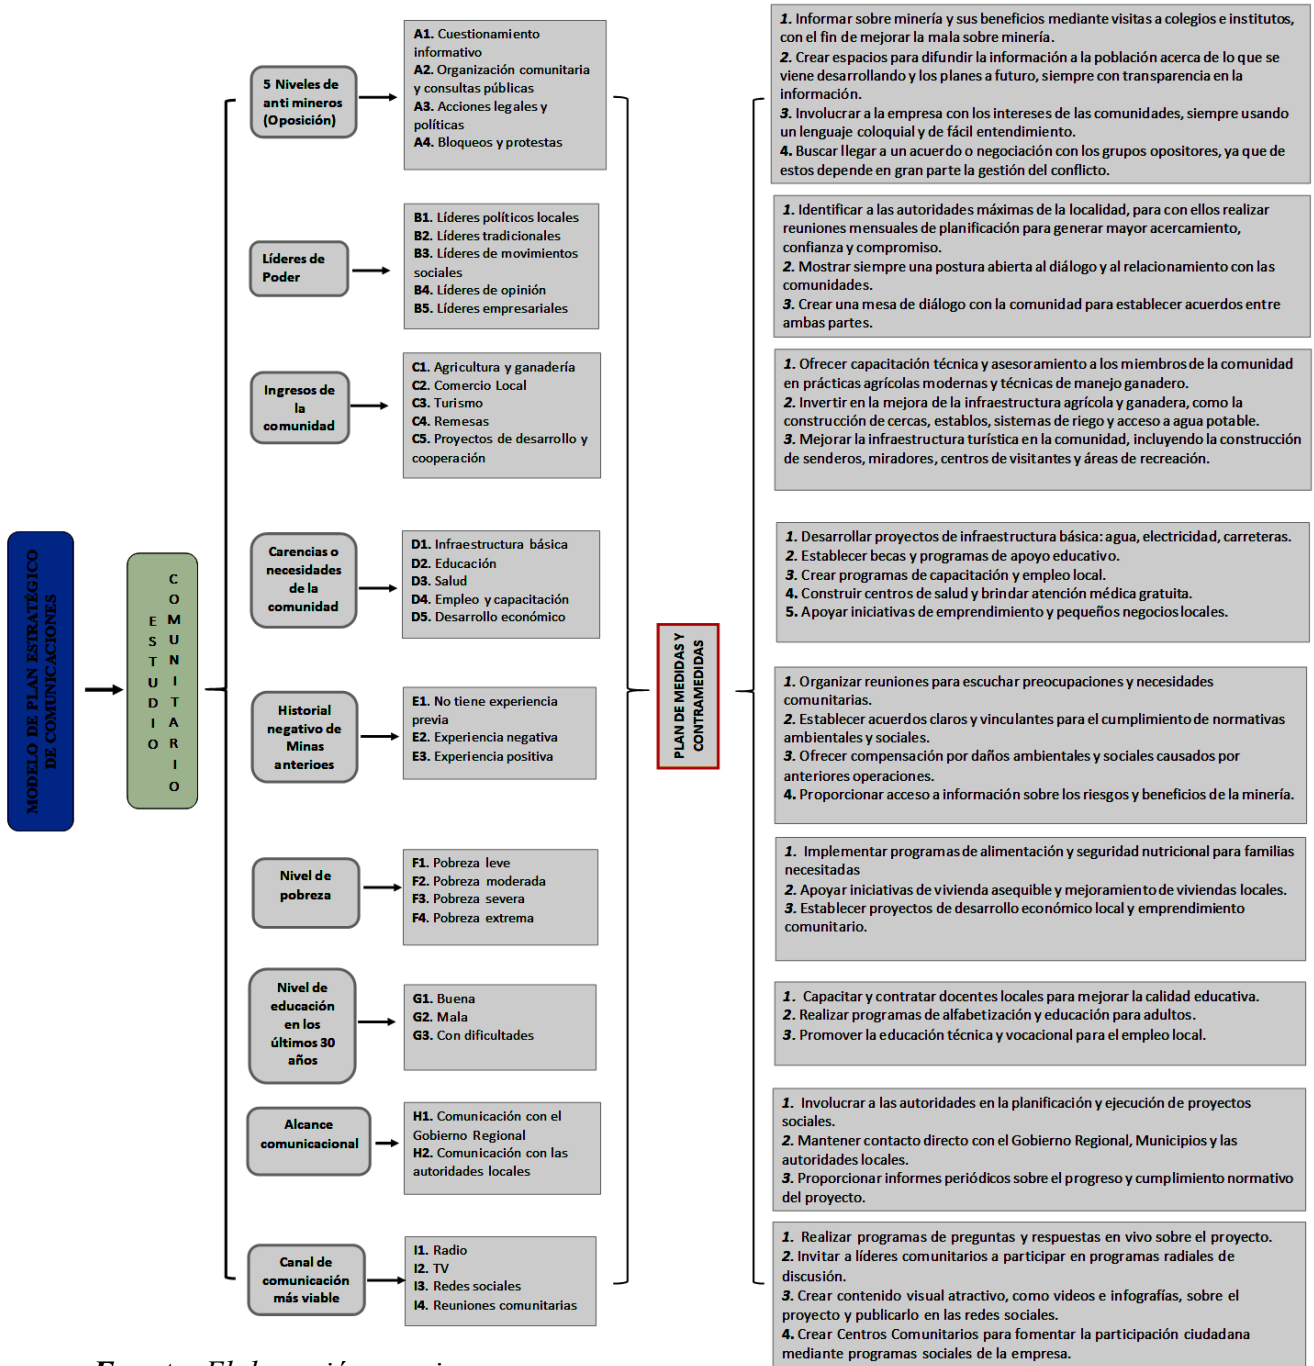 MODELO DE PLAN ESTRATÉGICO
DE COMUNICACIONES
ESTUDIO
COMUNITARIO
5 Niveles de
anti mineros
(Oposición)
A1. Cuestionamiento
informativo
A2. Organización comunitaria
y consultas públicas
A3. Acciones legales y
políticas
A4. Bloqueos y protestas
Líderes de
Poder
B1. Líderes políticos locales
B2. Líderes tradicionales
B3. Líderes de movimientos
sociales
B4. Líderes de opinión
B5. Líderes empresariales
Ingresos de
la
comunidad
C1. Agricultura y ganadería
C2. Comercio Local
C3. Turismo
C4. Remesas
C5. Proyectos de desarrollo y
cooperación
Carencias o
necesidades
de la
comunidad
D1. Infraestructura básica
D2. Educación
D3. Salud
D4. Empleo y capacitación
D5. Desarrollo económico
Historial
negativo de
Minas
anterioes
E1. No tiene experiencia
previa
E2. Experiencia negativa
E3. Experiencia positiva
Nivel de
pobreza
F1. Pobreza leve
F2. Pobreza moderada
F3. Pobreza severa
F4. Pobreza extrema
Nivel de
educación
en los
últimos 30
años
G1. Buena
G2. Mala
G3. Con dificultades
Alcance
comunicacional
H1. Comunicación con el
Gobierno Regional
H2. Comunicación con las
autoridades locales
Canal de
comunicación
más viable
I1. Radio
I2. TV
I3. Redes sociales
I4. Reuniones comunitarias
PLAN DE MEDIDAS Y
CONTRAMEDIDAS
1. Informar sobre minería y sus beneficios mediante visitas a colegios e institutos,
con el fin de mejorar la mala sobre minería.
2. Crear espacios para difundir la información a la población acerca de lo que se
viene desarrollando y los planes a futuro, siempre con transparencia en la
información.
3. Involucrar a la empresa con los intereses de las comunidades, siempre usando
un lenguaje coloquial y de fácil entendimiento.
4. Buscar llegar a un acuerdo o negociación con los grupos opositores, ya que de
estos depende en gran parte la gestión del conflicto.
1. Identificar a las autoridades máximas de la localidad, para con ellos realizar
reuniones mensuales de planificación para generar mayor acercamiento,
confianza y compromiso.
2. Mostrar siempre una postura abierta al diálogo y al relacionamiento con las
comunidades.
3. Crear una mesa de diálogo con la comunidad para establecer acuerdos entre
ambas partes.
1. Ofrecer capacitación técnica y asesoramiento a los miembros de la comunidad
en prácticas agrícolas modernas y técnicas de manejo ganadero.
2. Invertir en la mejora de la infraestructura agrícola y ganadera, como la
construcción de cercas, establos, sistemas de riego y acceso a agua potable.
3. Mejorar la infraestructura turística en la comunidad, incluyendo la construcción
de senderos, miradores, centros de visitantes y áreas de recreación.
1. Desarrollar proyectos de infraestructura básica: agua, electricidad, carreteras.
2. Establecer becas y programas de apoyo educativo.
3. Crear programas de capacitación y empleo local.
4. Construir centros de salud y brindar atención médica gratuita.
5. Apoyar iniciativas de emprendimiento y pequeños negocios locales.
1. Organizar reuniones para escuchar preocupaciones y necesidades
comunitarias.
2. Establecer acuerdos claros y vinculantes para el cumplimiento de normativas
ambientales y sociales.
3. Ofrecer compensación por daños ambientales y sociales causados por
anteriores operaciones.
4. Proporcionar acceso a información sobre los riesgos y beneficios de la minería.
1. Implementar programas de alimentación y seguridad nutricional para familias
necesitadas
2. Apoyar iniciativas de vivienda asequible y mejoramiento de viviendas locales.
3. Establecer proyectos de desarrollo económico local y emprendimiento
comunitario.
1. Capacitar y contratar docentes locales para mejorar la calidad educativa.
2. Realizar programas de alfabetización y educación para adultos.
3. Promover la educación técnica y vocacional para el empleo local.
1. Involucrar a las autoridades en la planificación y ejecución de proyectos
sociales.
2. Mantener contacto directo con el Gobierno Regional, Municipios y las
autoridades locales.
3. Proporcionar informes periódicos sobre el progreso y cumplimiento normativo
del proyecto.
1. Realizar programas de preguntas y respuestas en vivo sobre el proyecto.
2. Invitar a líderes comunitarios a participar en programas radiales de
discusión.
3. Crear contenido visual atractivo, como videos e infografías, sobre el
proyecto y publicarlo en las redes sociales.
4. Crear Centros Comunitarios para fomentar la participación ciudadana
mediante programas sociales de la empresa.